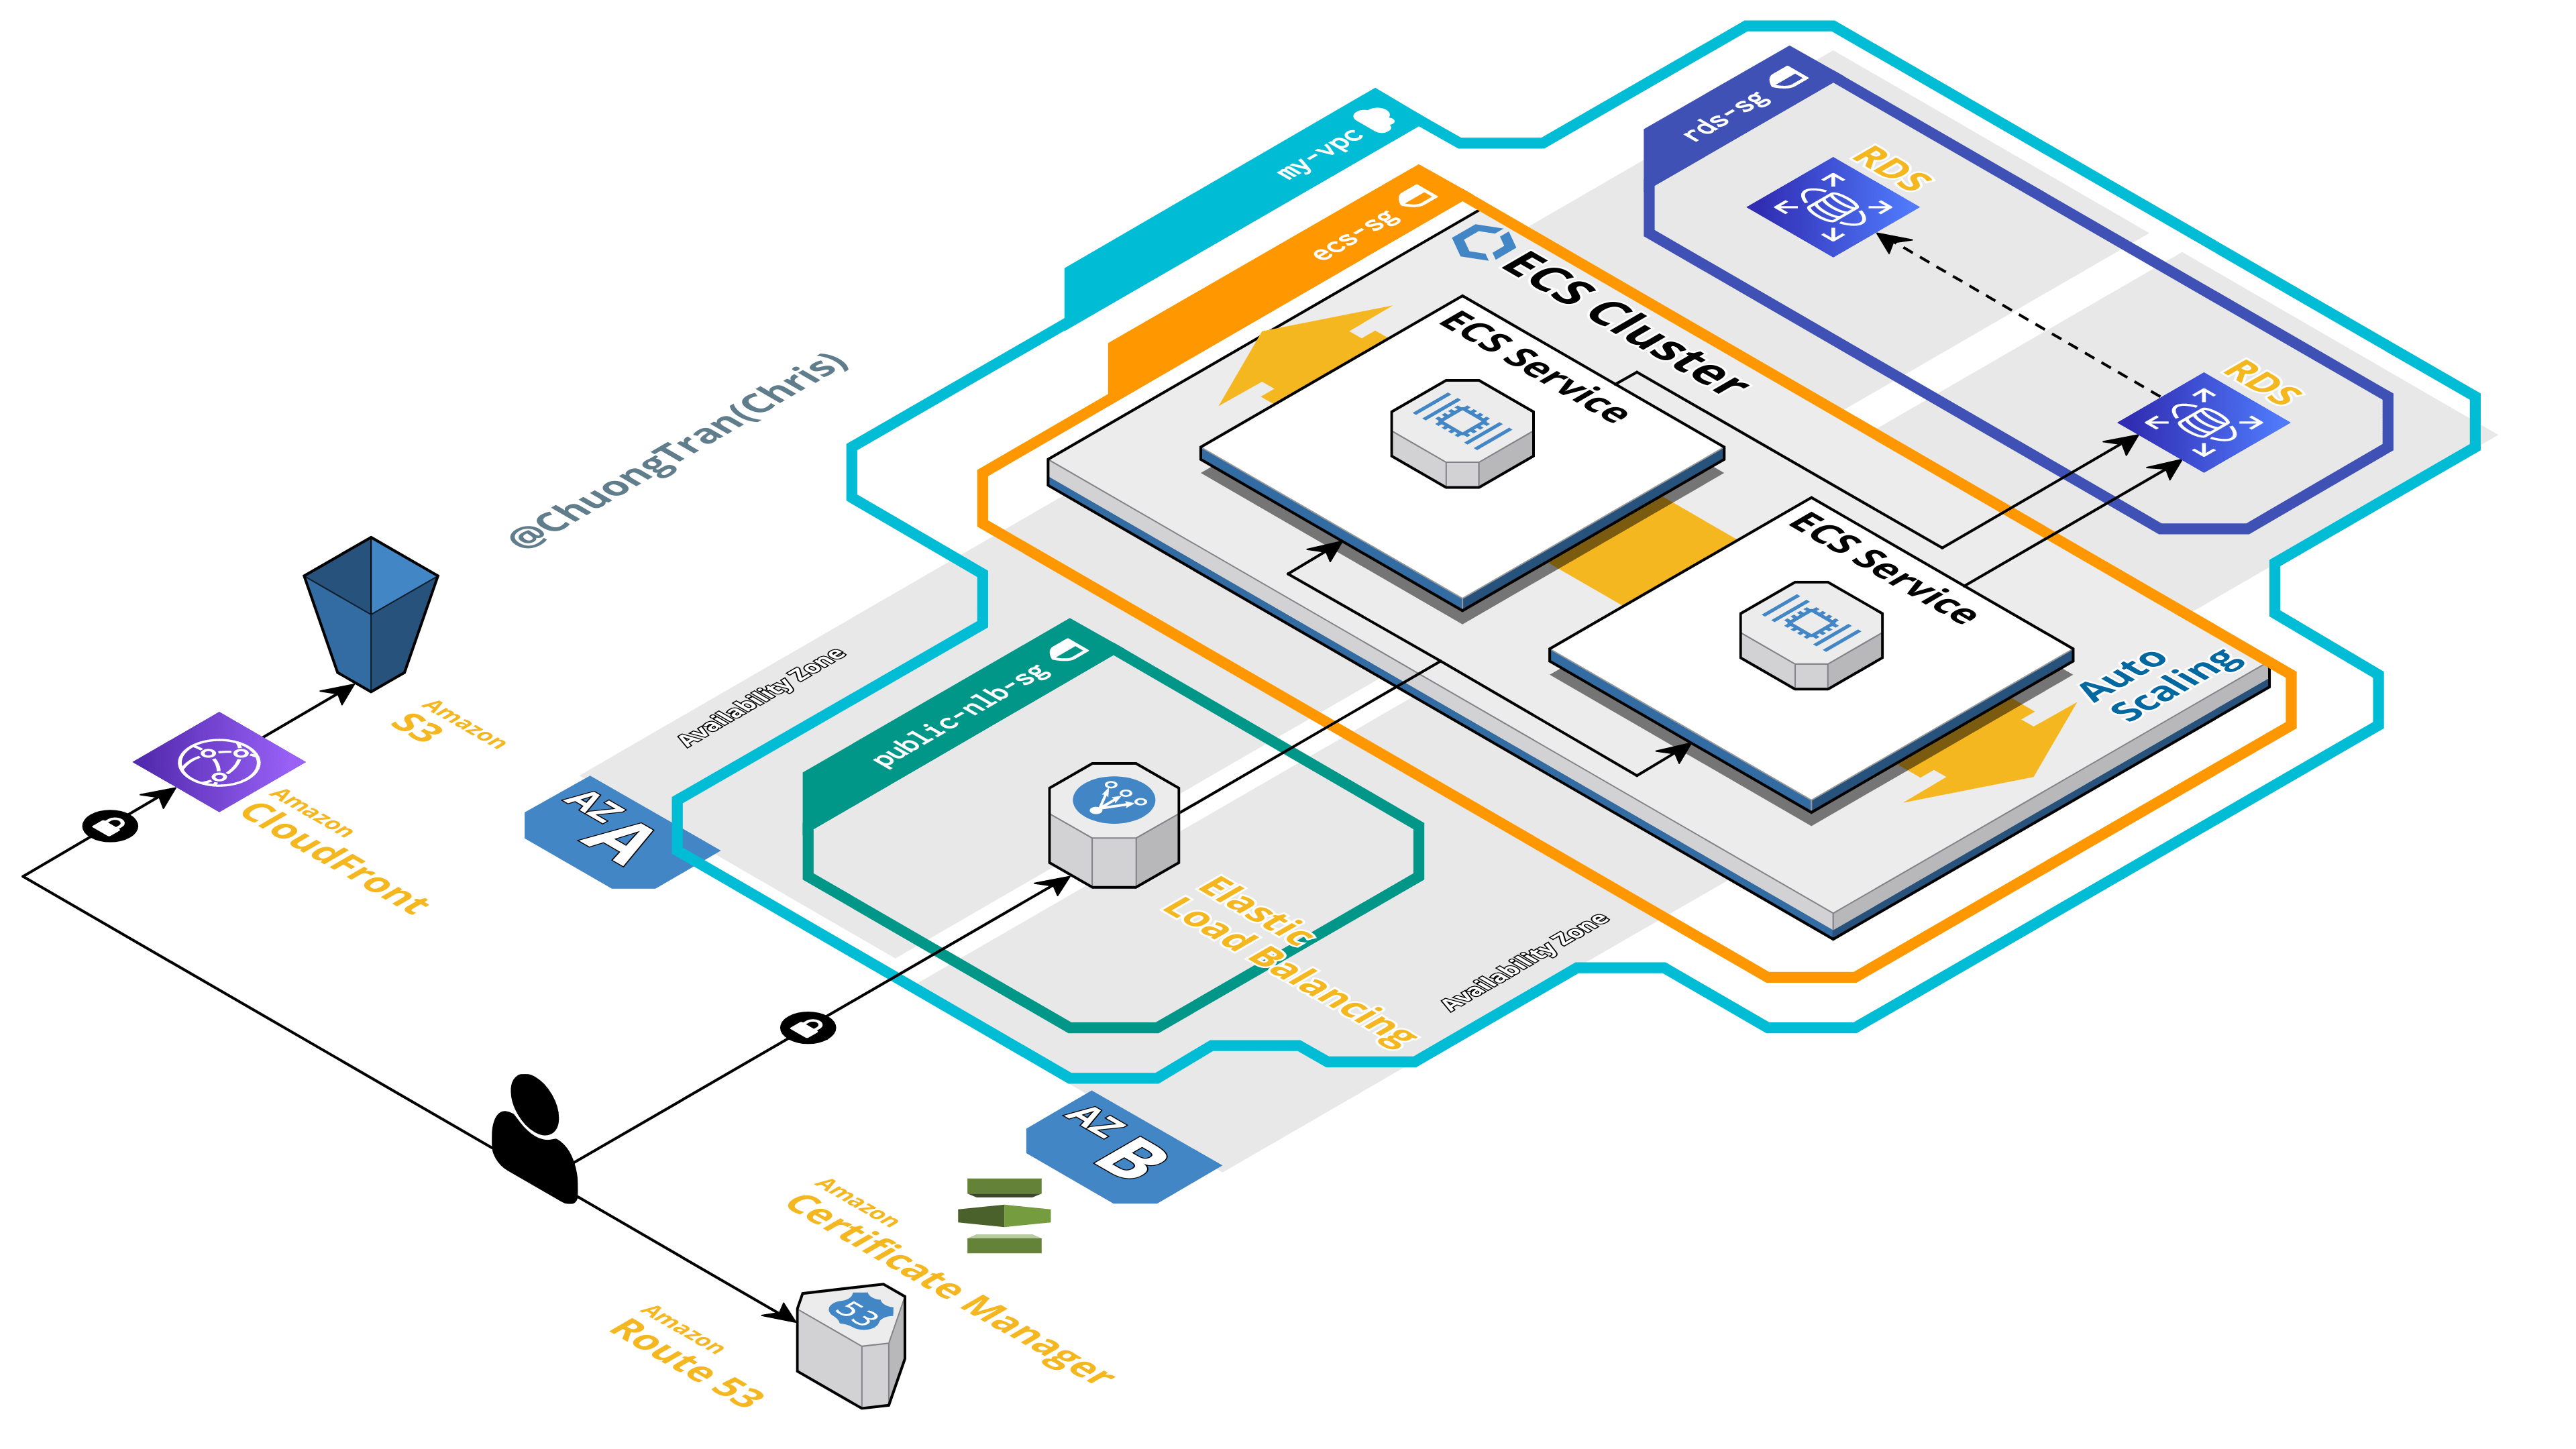 my-vpc
rds-sg
RDS
ecs-sg
ECS Cluster
ECS Service
RDS
ECS Service
Auto
Scaling
@ChuongTran(Chris)
Amazon
S3
Availability Zone
public-nlb-sg
Amazon
CloudFront
AZ
A
Elastic
Load Balancing
Availability Zone
AZ
B
Amazon
Certificate Manager
53
Amazon
Route 53